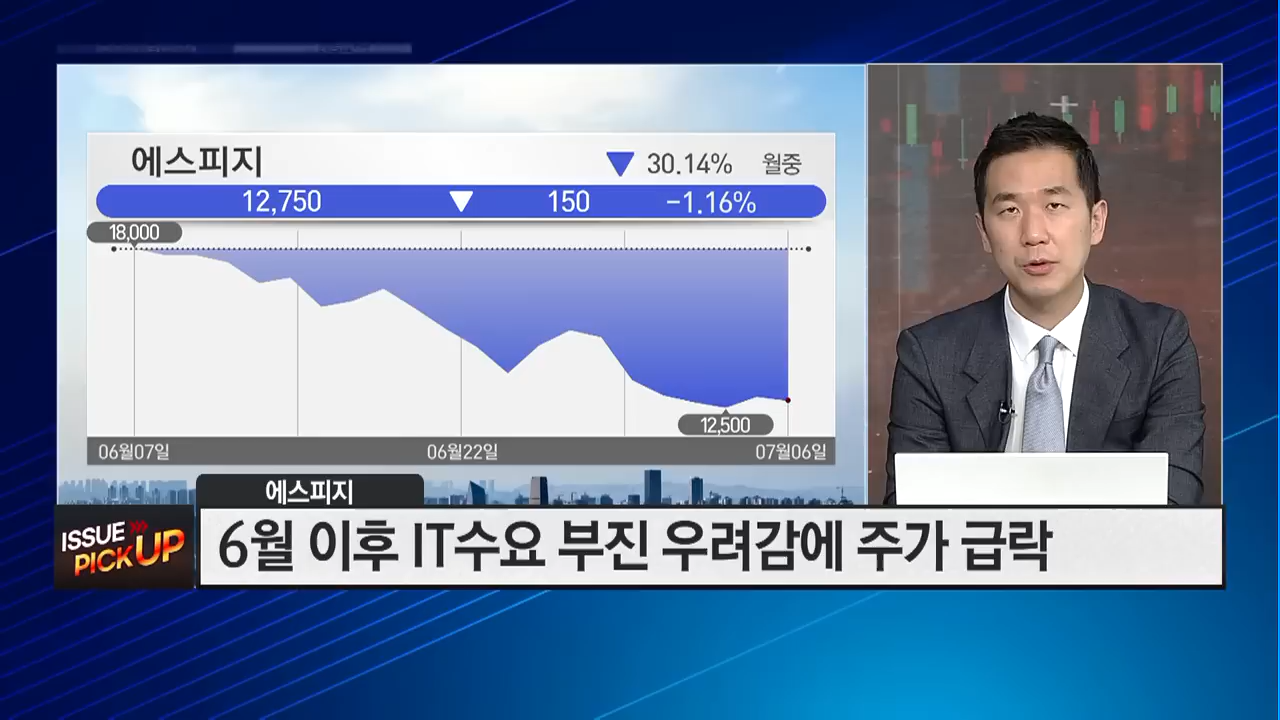 에스피지
▼ 30.14% 월중
12,750 ▼ 150 -1.16%
18,000
12,500
06월07일 06월22일 07월06일
에스피지
ISSUE
PICK UP
6월 이후 IT수요 부진 우려감에 주가 급락